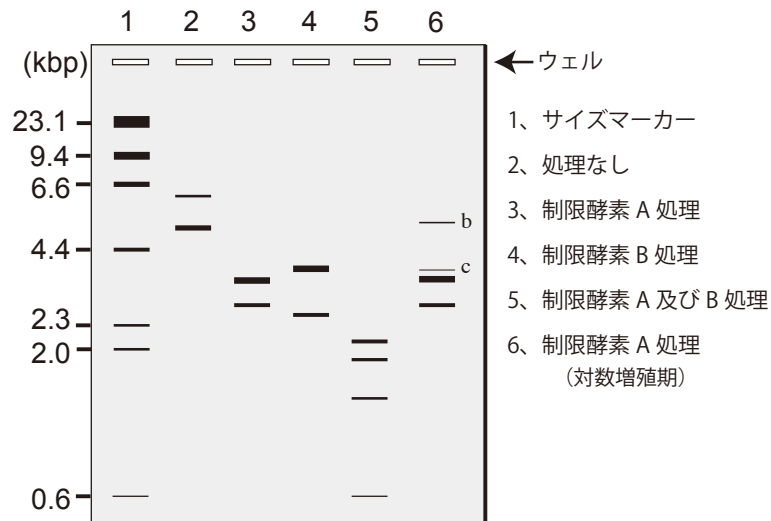 1 2 3 4 5 6
(kbp)
ウェル
23.1
9.4
6.6
4.4
2.3
2.0
0.6
b
c
1、サイズマーカー
2、処理なし
3、制限酵素 A 処理
4、制限酵素 B 処理
5、制限酵素 A 及び B 処理
6、制限酵素 A 処理
（対数増殖期）